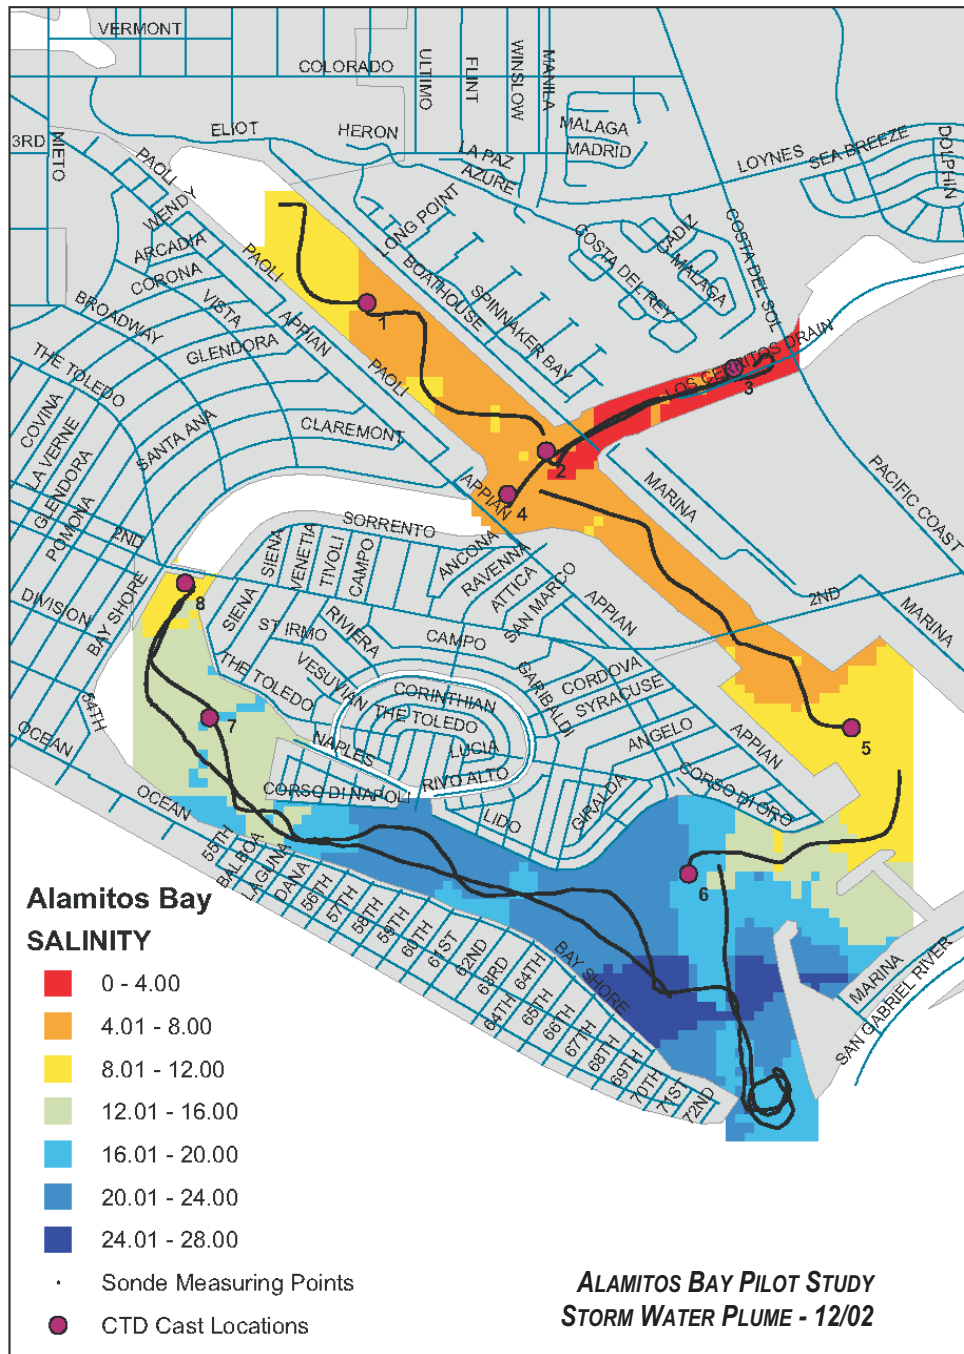 VERMONT
COLORADO
ULTIMO
FLINT
WINSLOW
MANILA
MALAGA
MADRID
3RD
NIETO
ELIOT
HERON
LA PAZ
AZURE
LOYNES
SEA BREEZE
DOLPHIN
PAOLI
WENDY
ARCADIA
CORONA
PAOLI
VISTA
APPIAN
GLENDORA
BROADWAY
LONG POINT
BOATHOUSE
SPINNAKER BAY
COSTA DEL REY
CADIZ
MALAGA
COSTA DEL SOL
LOS CERRITOS DRAIN
THE TOLEDO
PAOLI
COVINA
LA VERNE
GLENDORA
POMONA
SANTA ANA
CLAREMONT
1
2
3
4
APPIAN
MARINA
PACIFIC COAST
2ND
SORRENTO
SIENA
VENETIA
TIVOLI
CAMPO
ANCONA
RAVENNA
ATTICA
SAN MARCO
APPIAN
2ND
MARINA
DIVISION
BAY SHORE
8
SIENA
ST IRMO
RIVIERA
CAMPO
VESUVIAN
THE TOLEDO
CORINTHIAN
THE TOLEDO
GARIBALDI
CORDOVA
SYRACUSE
ANGELO
APPIAN
5
54TH
OCEAN
7
NAPLES
LUCIA
RIVO ALTO
CORSO DI NAPOLI
LIDO
GIRALDA
CORSO DI ORO
OCEAN
55TH
BALBOA
LAGUNA
DANA
56TH
57TH
58TH
59TH
60TH
61ST
62ND
63RD
64TH
64TH
65TH
66TH
67TH
68TH
69TH
70TH
71ST
72ND
BAY SHORE
6
MARINA
SAN GABRIEL RIVER
Alamitos Bay
SALINITY
0 - 4.00
4.01 - 8.00
8.01 - 12.00
12.01 - 16.00
16.01 - 20.00
20.01 - 24.00
24.01 - 28.00
Sonde Measuring Points
CTD Cast Locations
ALAMITOS BAY PILOT STUDY
STORM WATER PLUME - 12/02